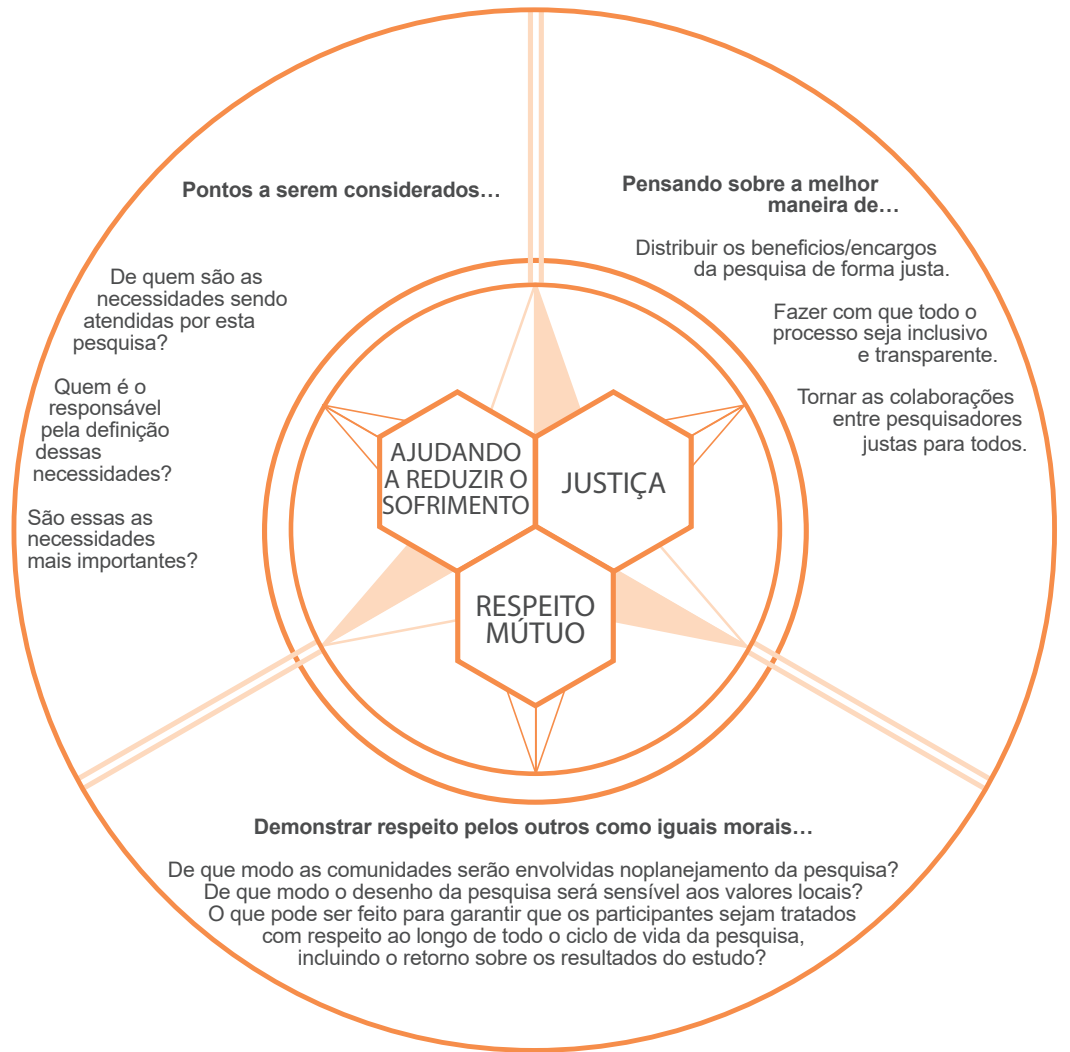 Pontos a serem considerados…
De quem são as
necessidades sendo
atendidas por esta
pesquisa?
Quem é o
responsável
pela definição
dessas
necessidades?
São essas as
necessidades
mais importantes?
Pensando sobre a melhor
maneira de…
Distribuir os beneficios/encargos
da pesquisa de forma justa.
Fazer com que todo o
processo seja inclusivo
e transparente.
Tornar as colaborações
entre pesquisadores
justas para todos.
AJUDANDO
A REDUZIR O
SOFRIMENTO
JUSTIÇA
RESPEITO
MÚTUO
Demonstrar respeito pelos outros como iguais morais…
De que modo as comunidades serão envolvidas noplanejamento da pesquisa?
De que modo o desenho da pesquisa será sensível aos valores locais?
O que pode ser feito para garantir que os participantes sejam tratados
com respeito ao longo de todo o ciclo de vida da pesquisa,
incluindo o retorno sobre os resultados do estudo?